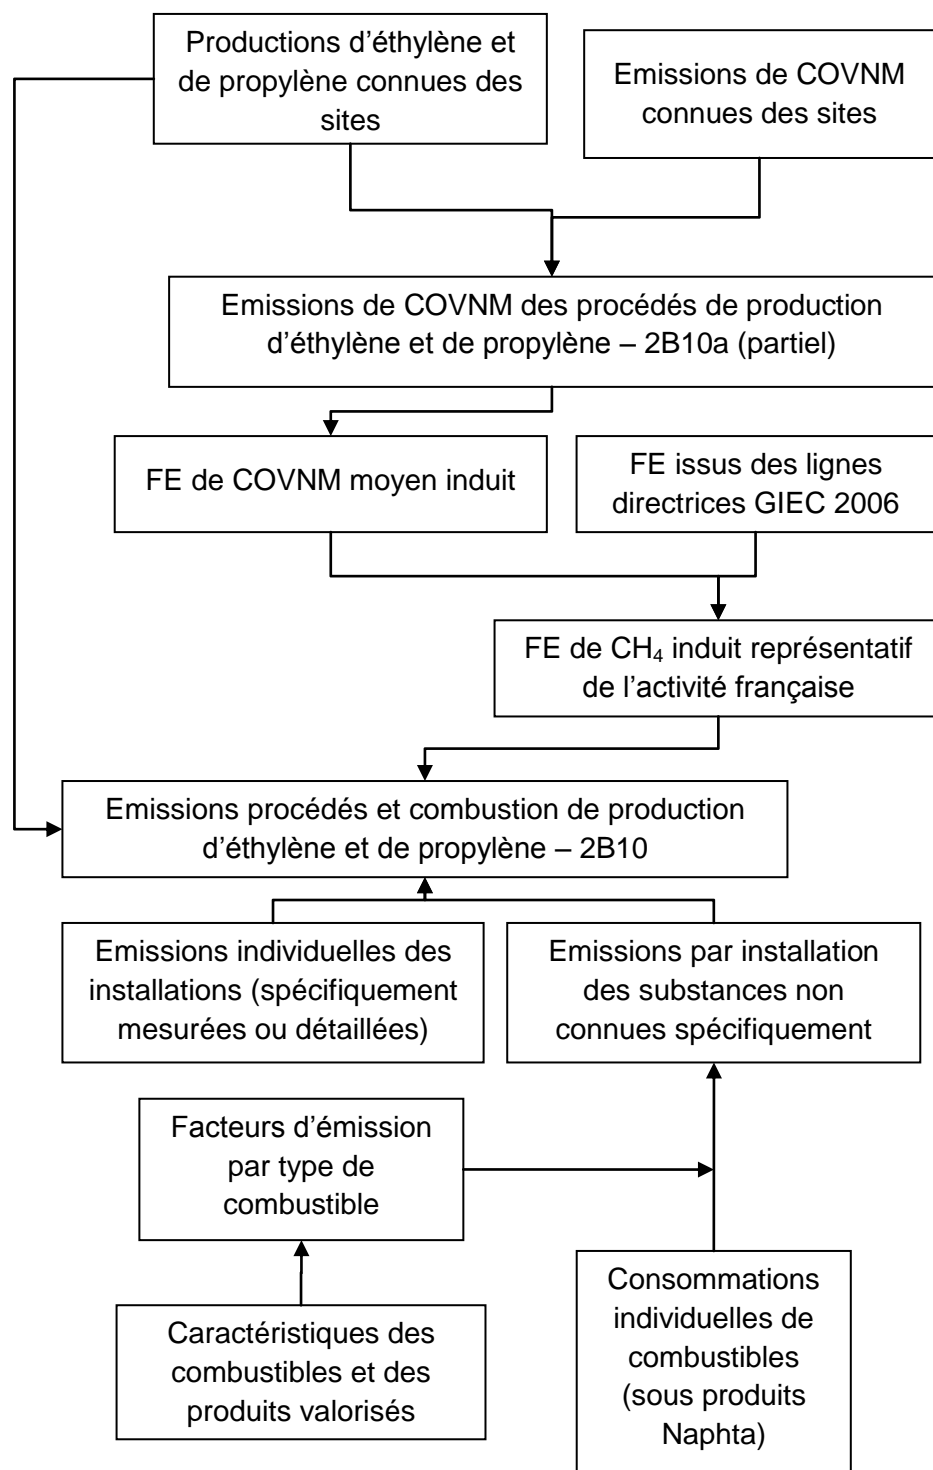 Productions d’éthylène et
de propylène connues des
sites
Emissions de COVNM
connues des sites
Emissions de COVNM des procédés de production
d’éthylène et de propylène – 2B10a (partiel)
FE de COVNM moyen induit
FE issus des lignes
directrices GIEC 2006
FE de CH₄ induit représentatif
de l’activité française
Emissions procédés et combustion de production
d’éthylène et de propylène – 2B10
Emissions individuelles des
installations (spécifiquement
mesurées ou détaillées)
Emissions par installation
des substances non
connues spécifiquement
Facteurs d’émission
par type de
combustible
Caractéristiques des
combustibles et des
produits valorisés
Consommations
individuelles de
combustibles
(sous produits
Naphta)